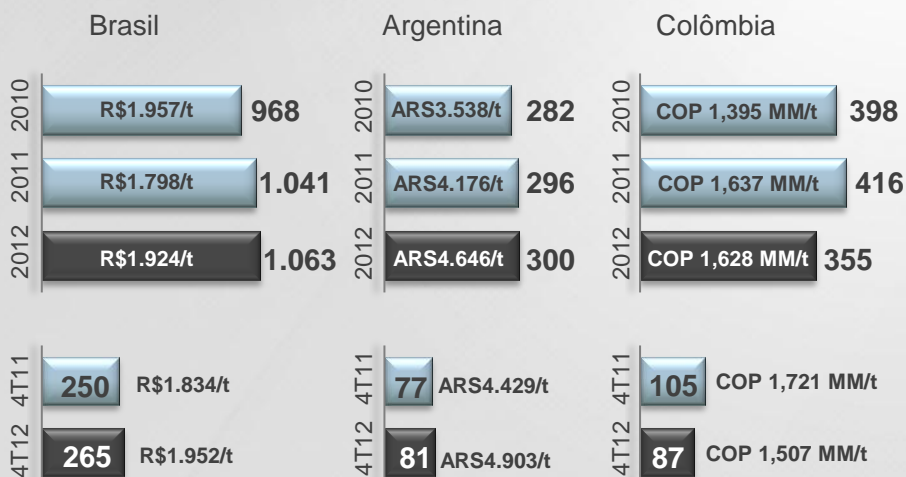 Brasil Argentina Colômbia
2010 R$1.957/t 968 2010 ARS3.538/t 282 2010 COP 1,395 MM/t 398
2011 R$1.798/t 1.041 2011 ARS4.176/t 296 2011 COP 1,637 MM/t 416
2012 R$1.924/t 1.063 2012 ARS4.646/t 300 2012 COP 1,628 MM/t 355
4T11 250 R$1.834/t 4T11 77 ARS4.429/t 4T11 105 COP 1,721 MM/t
4T12 265 R$1.952/t 4T12 81 ARS4.903/t 4T12 87 COP 1,507 MM/t